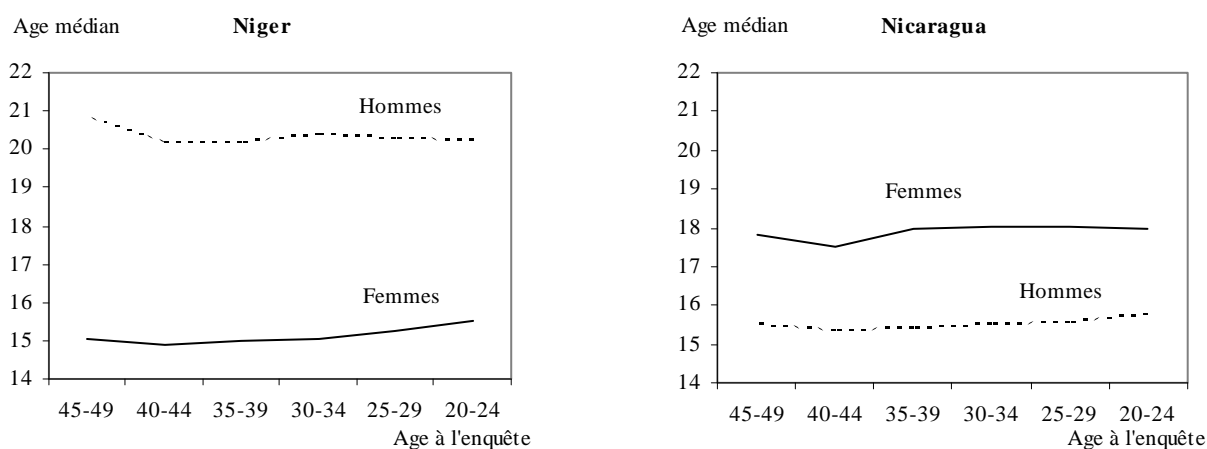 Age médian Niger
22
21
20
19
18
17
16
15
14
Hommes
Femmes
45-49 40-44 35-39 30-34 25-29 20-24
Age à l'enquête
Age médian Nicaragua
22
21
20
19
18
17
16
15
14
Femmes
Hommes
45-49 40-44 35-39 30-34 25-29 20-24
Age à l'enquête